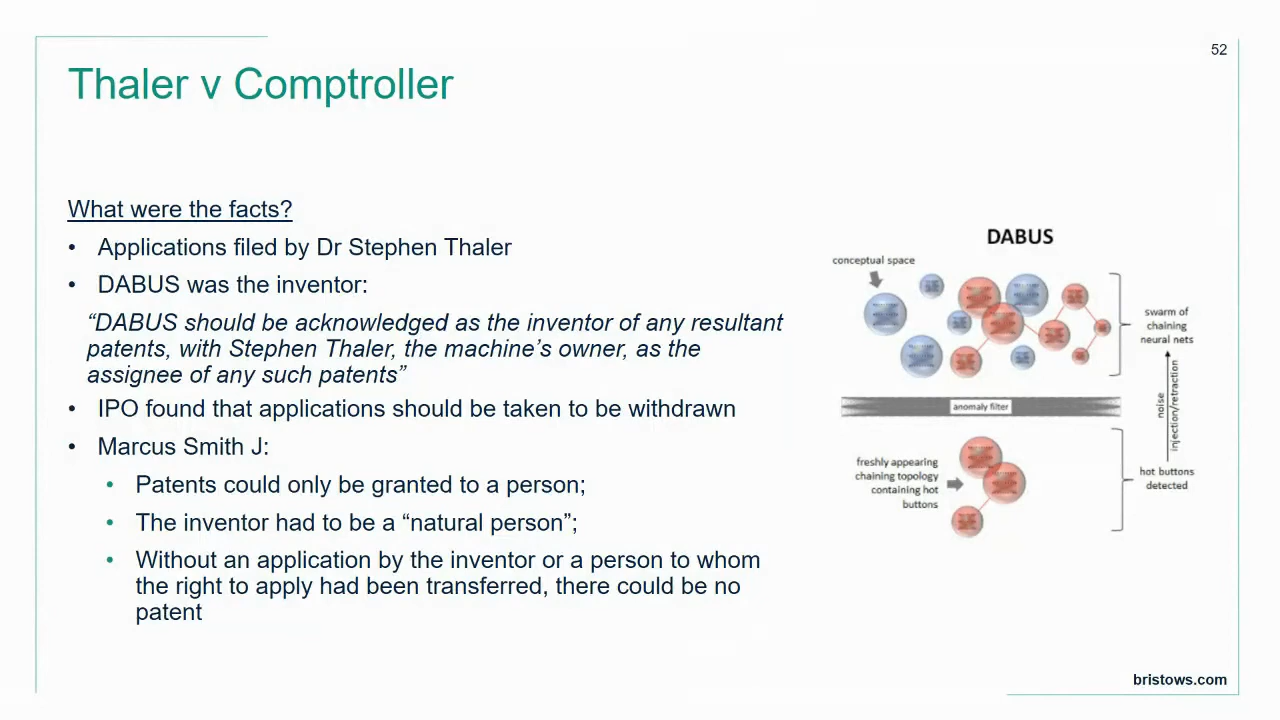 52
Thaler v Comptroller
What were the facts?
• Applications filed by Dr Stephen Thaler
• DABUS was the inventor:
“DABUS should be acknowledged as the inventor of any resultant
patents, with Stephen Thaler, the machine’s owner, as the
assignee of any such patents”
• IPO found that applications should be taken to be withdrawn
• Marcus Smith J:
• Patents could only be granted to a person;
• The inventor had to be a “natural person”;
• Without an application by the inventor or a person to whom
the right to apply had been transferred, there could be no
patent
DABUS
conceptual space
swarm of
chaining
neural nets
noise
injection/retraction
anomaly filter
freshly appearing
chaining topology
containing hot
buttons
hot buttons
detected
bristows.com